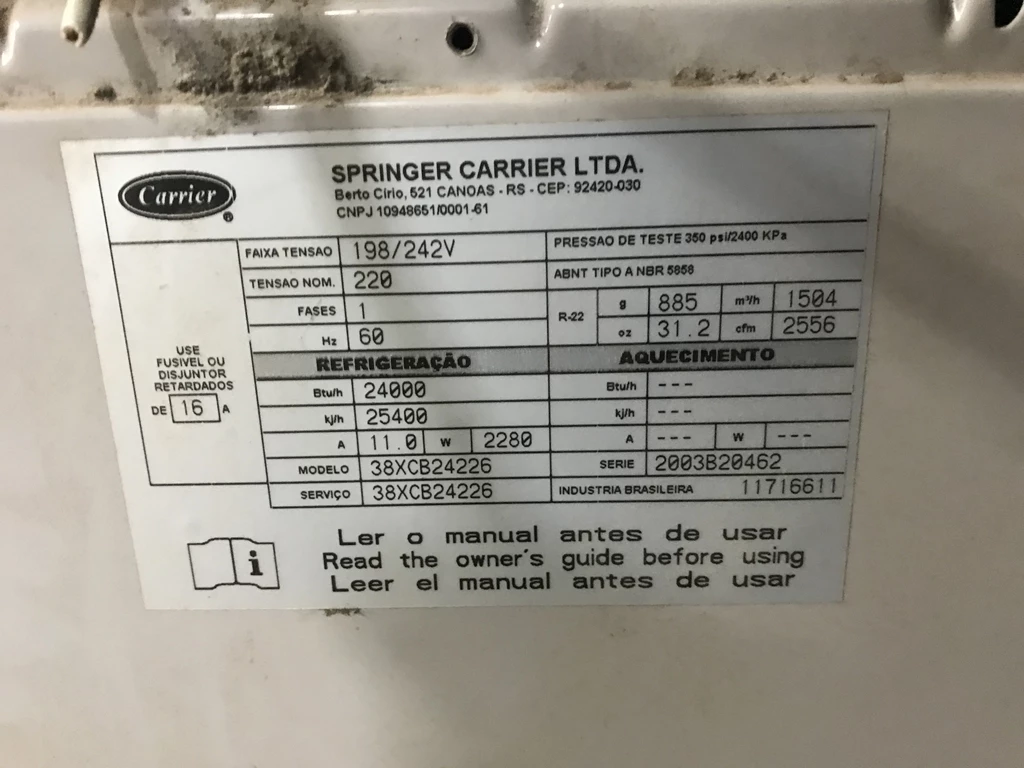 Carrier
®
SPRINGER CARRIER LTDA.
Berto Cirio, 521 CANOAS - RS - CEP: 92420-030
CNPJ 10948651/0001-61
FAIXA TENSAO 198/242V
TENSAO NOM. 220
FASES 1
Hz 60
PRESSAO DE TESTE 350 psi/2400 KPa
ABNT TIPO A NBR 5858
R-22 g 885 m³/h 1504
oz 31.2 cfm 2556
USE
FUSIVEL OU
DISJUNTOR
RETARDADOS
DE 16 A
REFRIGERAÇÃO
Btu/h 24000
kj/h 25400
A 11.0 W 2280
MODELO 38XCB24226
SERVIÇO 38XCB24226
AQUECIMENTO
Btu/h ---
kj/h ---
A --- W ---
SERIE 2003B20462
INDUSTRIA BRASILEIRA 11716611
i
Ler o manual antes de usar
Read the owner's guide before using
Leer el manual antes de usar